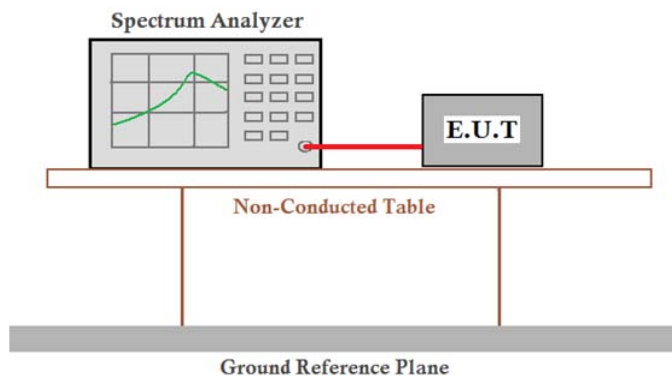 Spectrum Analyzer
E.U.T
Non-Conducted Table
Ground Reference Plane